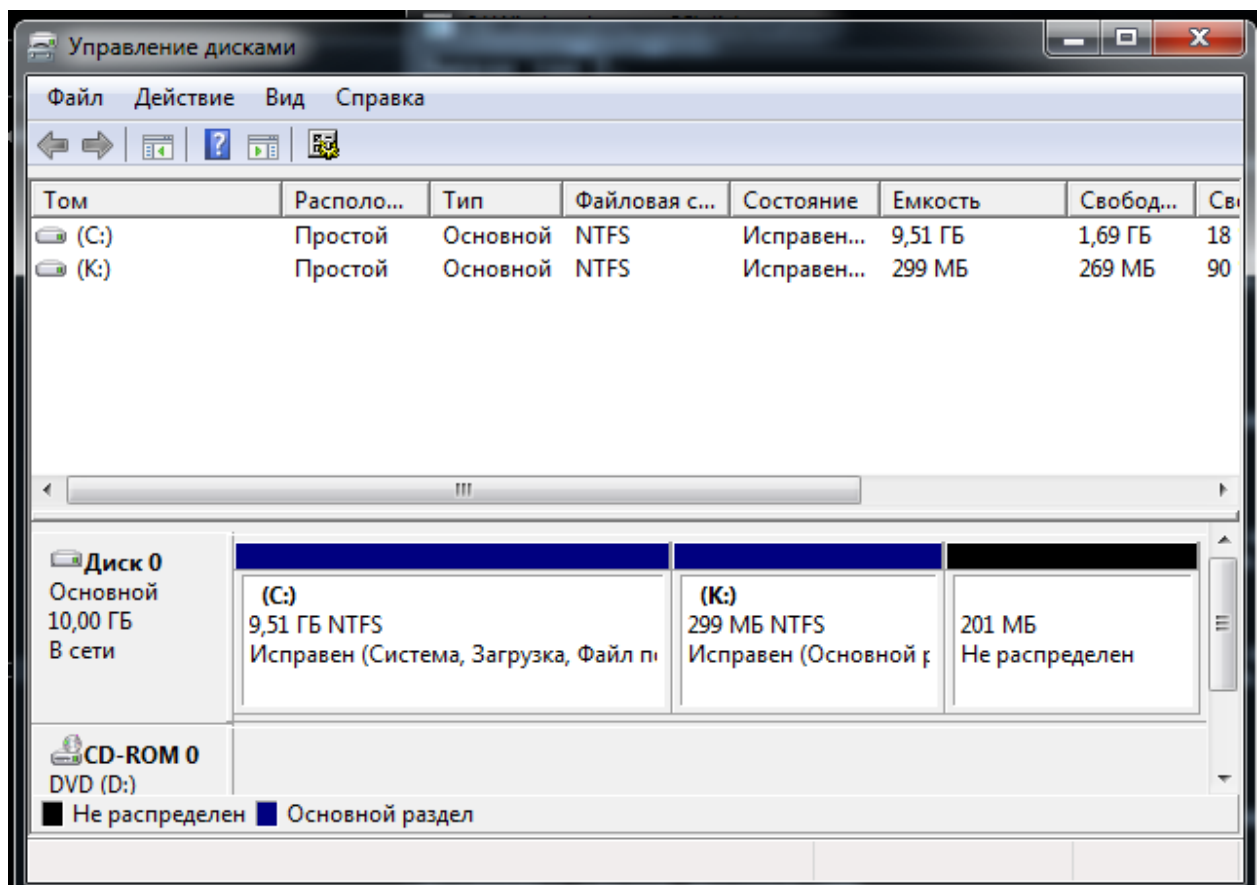 Управление дисками
Файл Действие Вид Справка
Том Располо... Тип Файловая с... Состояние Емкость Свобод... Сво
(C:) Простой Основной NTFS Исправен... 9,51 ГБ 1,69 ГБ 18
(K:) Простой Основной NTFS Исправен... 299 МБ 269 МБ 90
Диск 0
Основной
10,00 ГБ
В сети
(C:)
9,51 ГБ NTFS
Исправен (Система, Загрузка, Файл п
(K:)
299 МБ NTFS
Исправен (Основной р
201 МБ
Не распределен
CD-ROM 0
DVD (D:)
Не распределен Основной раздел